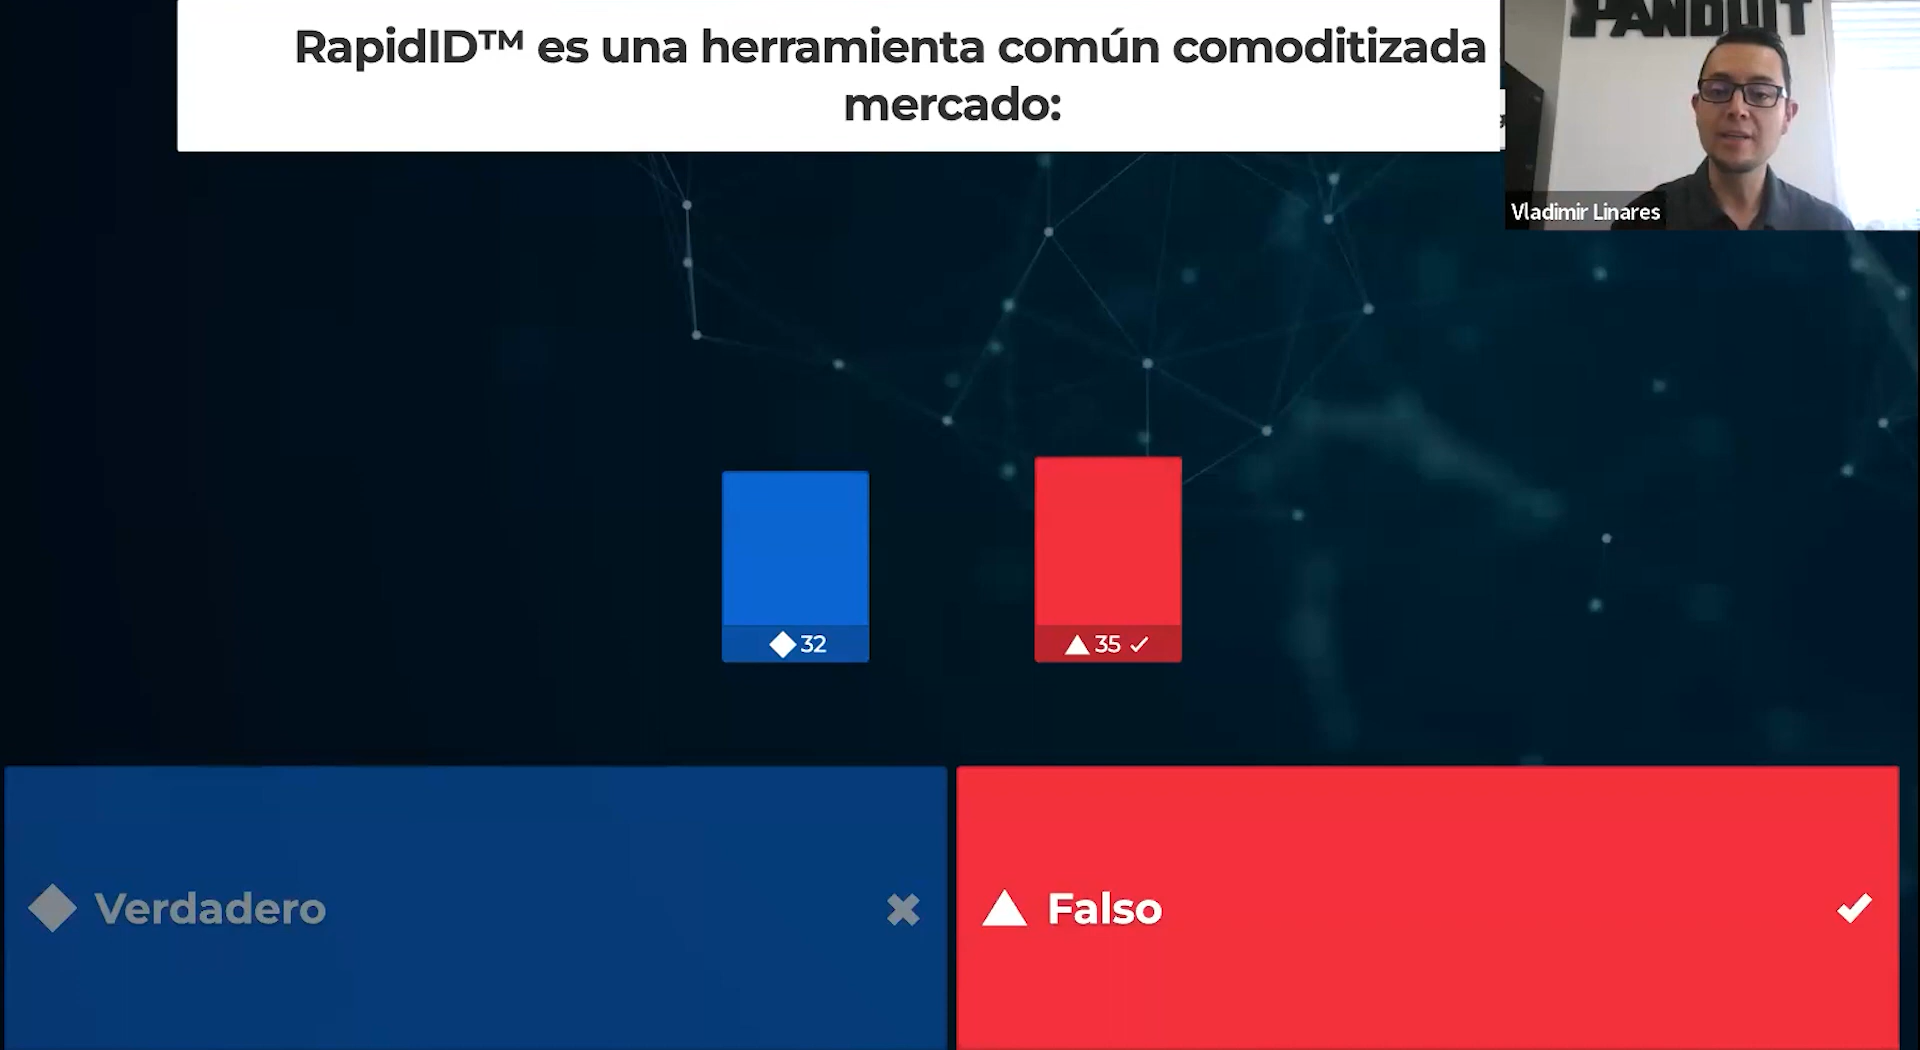 RapidID™ es una herramienta común comoditizada
mercado:
PANDUIT
Vladimir Linares
32
35
Verdadero
Falso